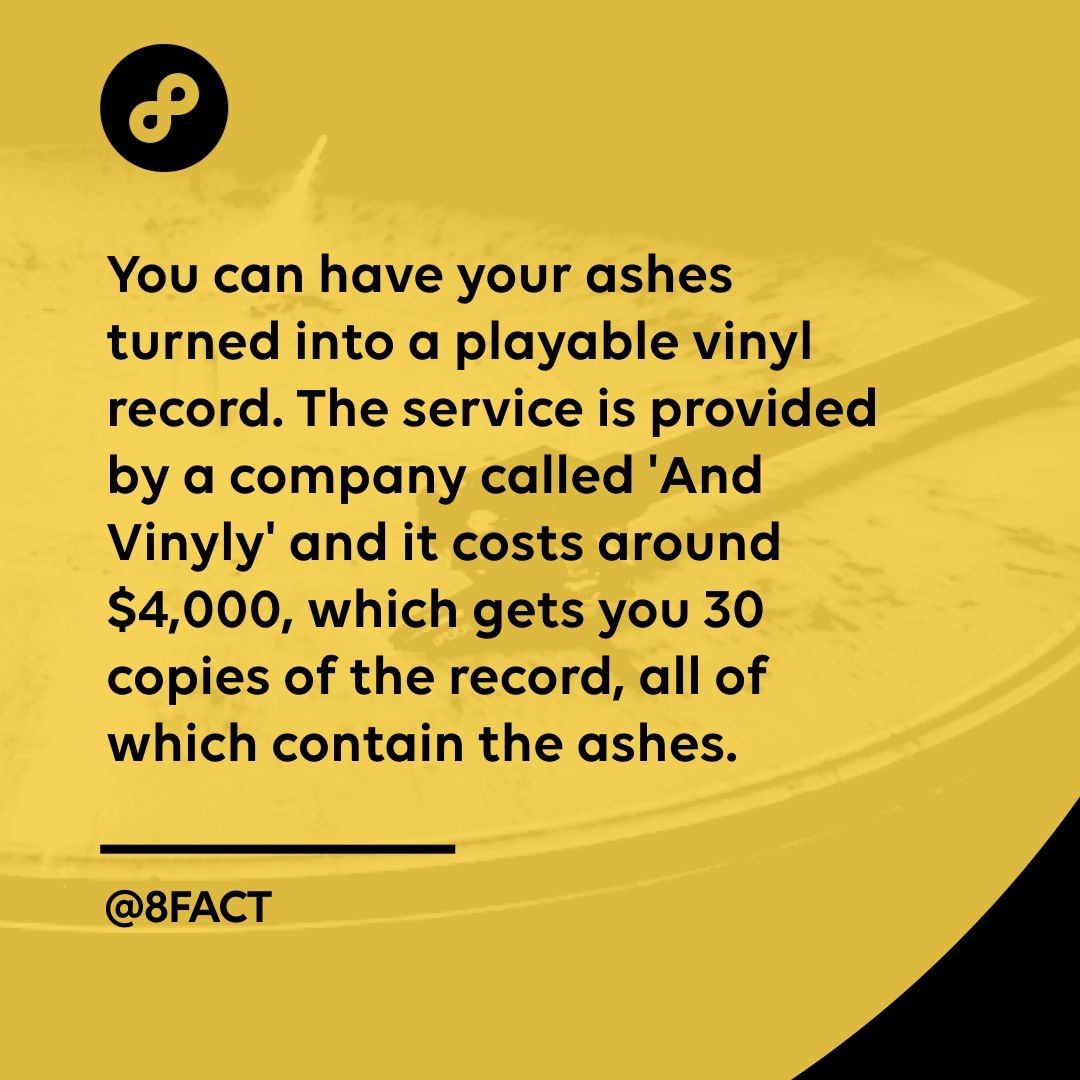 You can have your ashes
turned into a playable vinyl
record. The service is provided
by a company called 'And
Vinyly' and it costs around
$4,000, which gets you 30
copies of the record, all of
which contain the ashes.
@8FACT